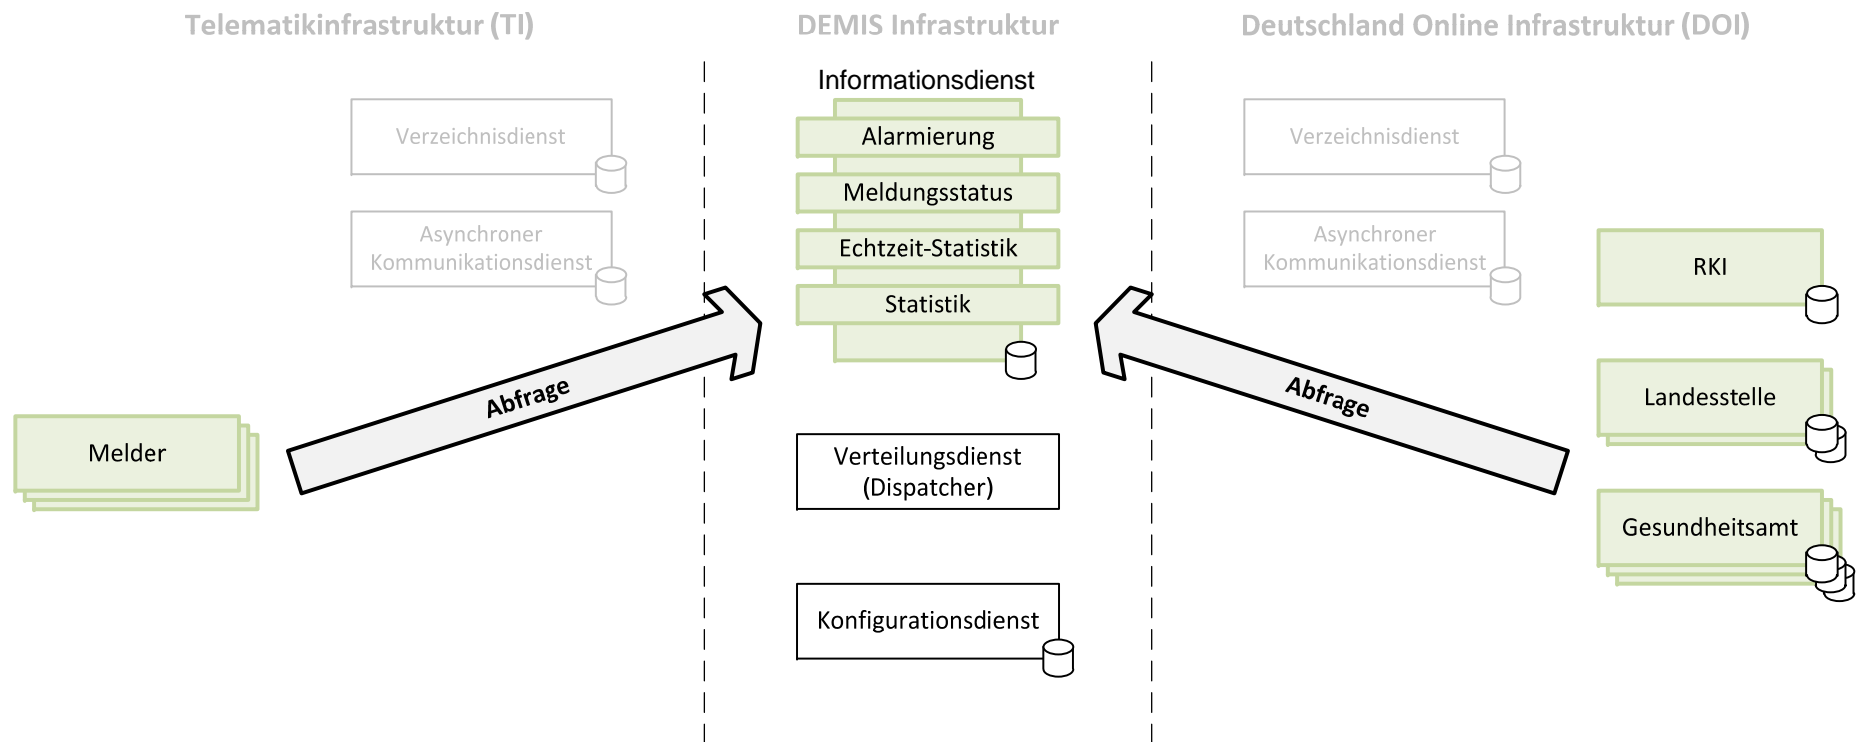 Telematikinfrastruktur (TI)
DEMIS Infrastruktur
Deutschland Online Infrastruktur (DOI)
Verzeichnisdienst
Asynchroner
Kommunikationsdienst
Melder
Abfrage
Informationsdienst
Alarmierung
Meldungsstatus
Echtzeit-Statistik
Statistik
Verteilungsdienst
(Dispatcher)
Konfigurationsdienst
Verzeichnisdienst
Asynchroner
Kommunikationsdienst
Abfrage
RKI
Landesstelle
Gesundheitsamt